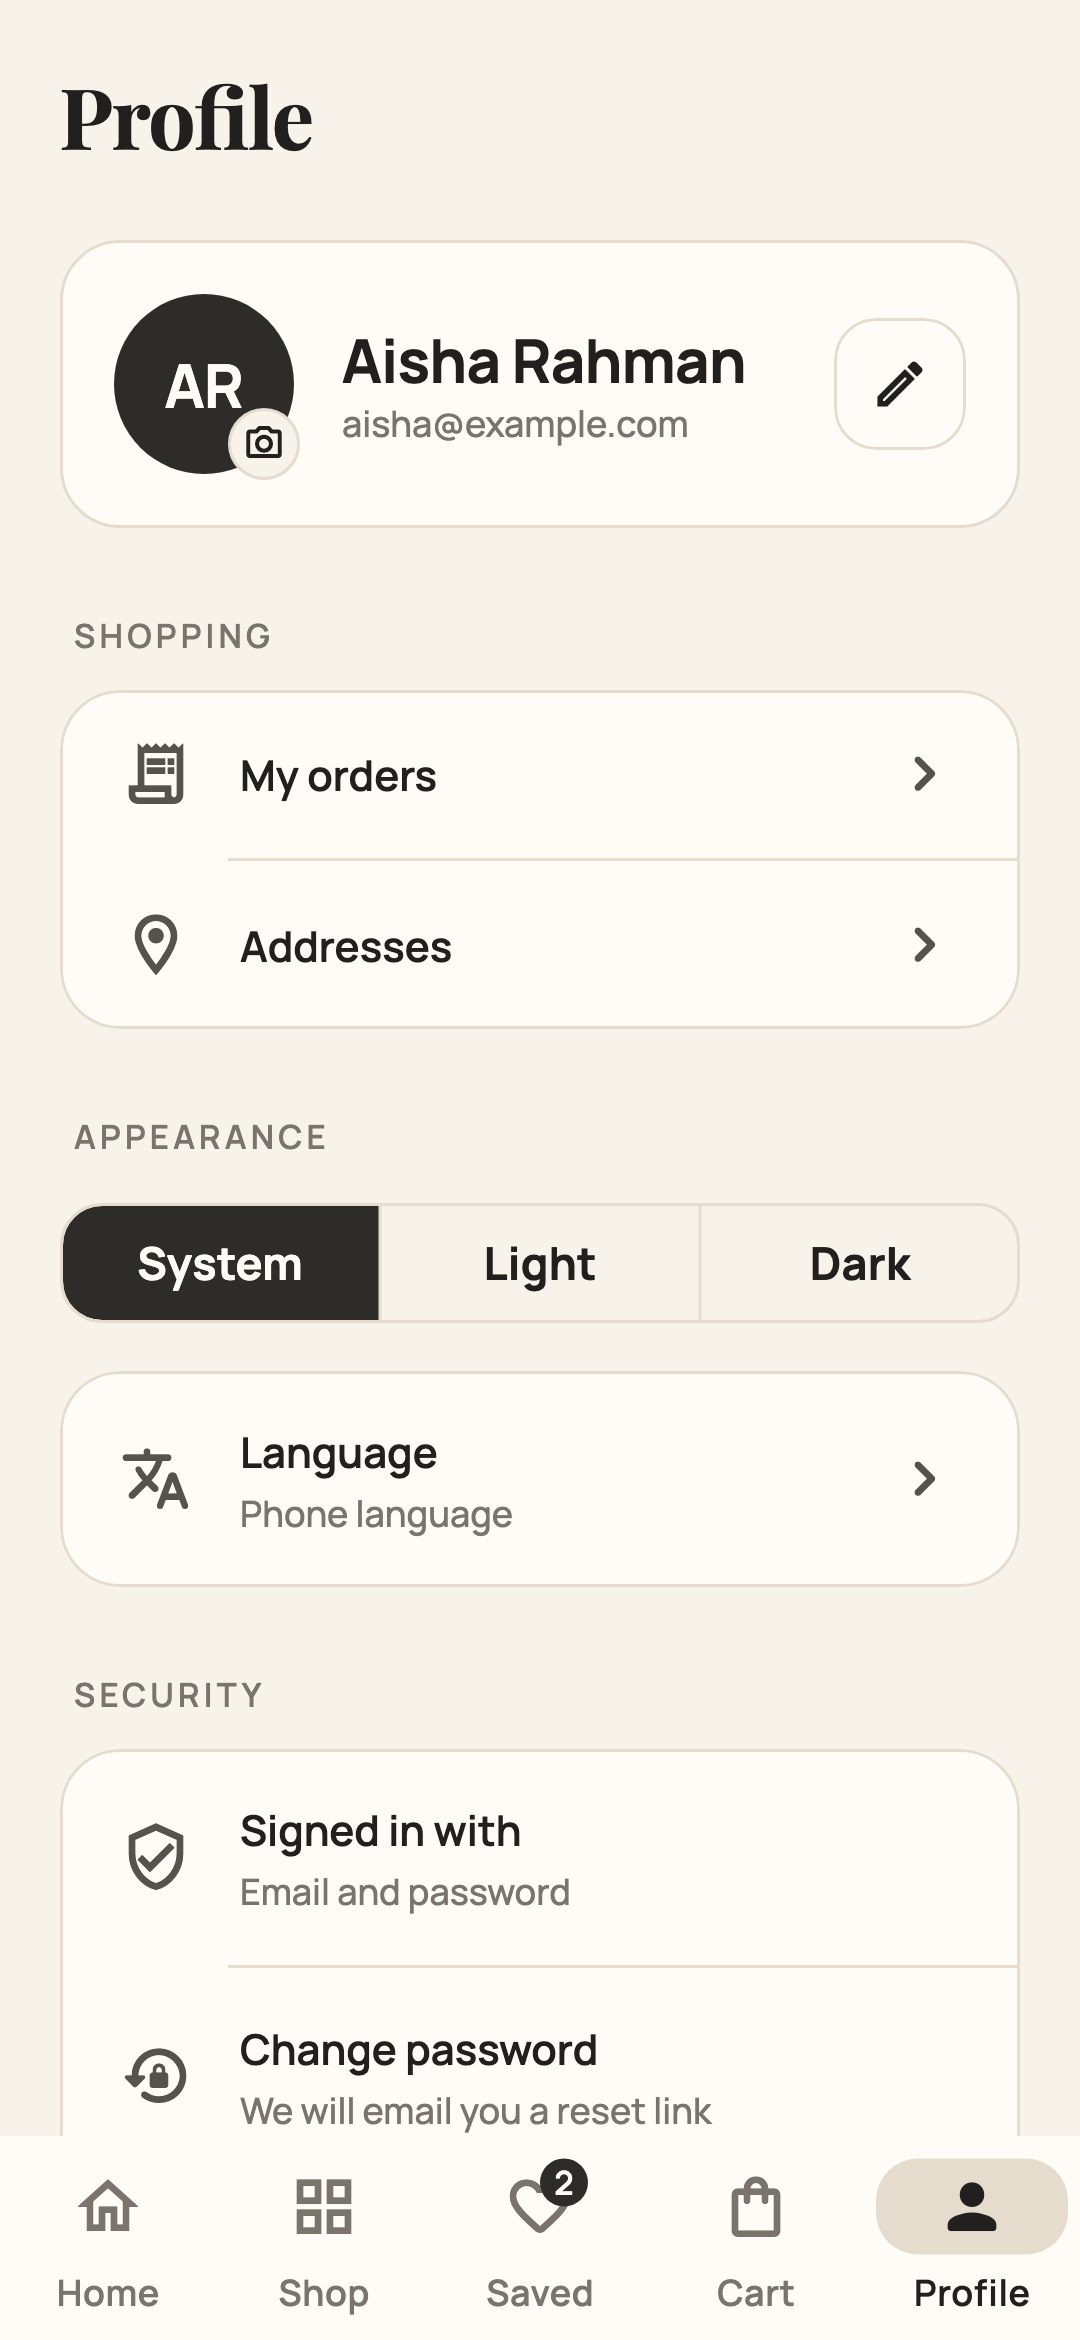 Profile
AR
Aisha Rahman
aisha@example.com
SHOPPING
My orders
Addresses
APPEARANCE
System
Light
Dark
Language
Phone language
SECURITY
Signed in with
Email and password
Change password
We will email you a reset link
2
Home
Shop
Saved
Cart
Profile